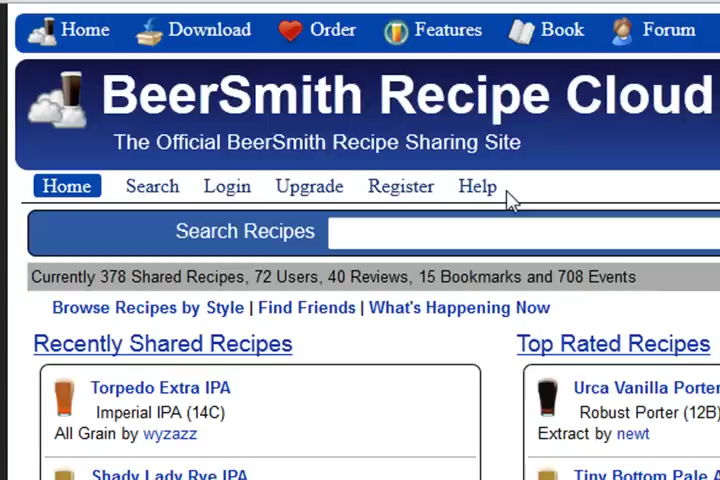 Home Download Order Features Book Forum
BeerSmith Recipe Cloud
The Official BeerSmith Recipe Sharing Site
Home Search Login Upgrade Register Help
Search Recipes
Currently 378 Shared Recipes, 72 Users, 40 Reviews, 15 Bookmarks and 708 Events
Browse Recipes by Style | Find Friends | What's Happening Now
Recently Shared Recipes
Torpedo Extra IPA
Imperial IPA (14C)
All Grain by wyzazz
Shady Lady Rye IPA
Top Rated Recipes
Urca Vanilla Porter
Robust Porter (12B)
Extract by newt
Tiny Bottom Pale